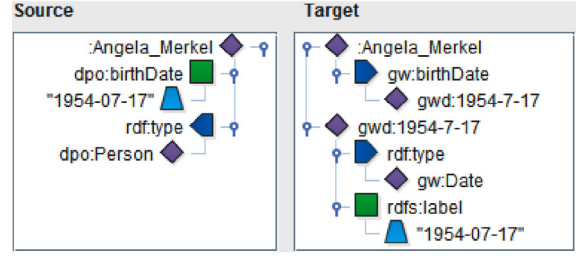 Source
Target
:Angela_Merkel
dpo:birthDate
"1954-07-17"
rdf:type
dpo:Person
:Angela_Merkel
gw:birthDate
gwd:1954-7-17
gwd:1954-7-17
rdf:type
gw:Date
rdfs:label
"1954-07-17"